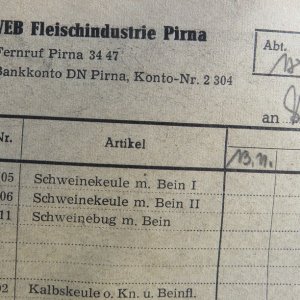 VEB Fleischindustrie Pirna
Fernruf Pirna 34 47
Bankkonto DN Pirna, Konto-Nr. 2 304
Abt.
an
Nr. Artikel
13. 11.
05 Schweinekeule m. Bein I
06 Schweinekeule m. Bein II
11 Schweinebug m. Bein
02 Kalbskeule o. Kn. u. Beinfl.